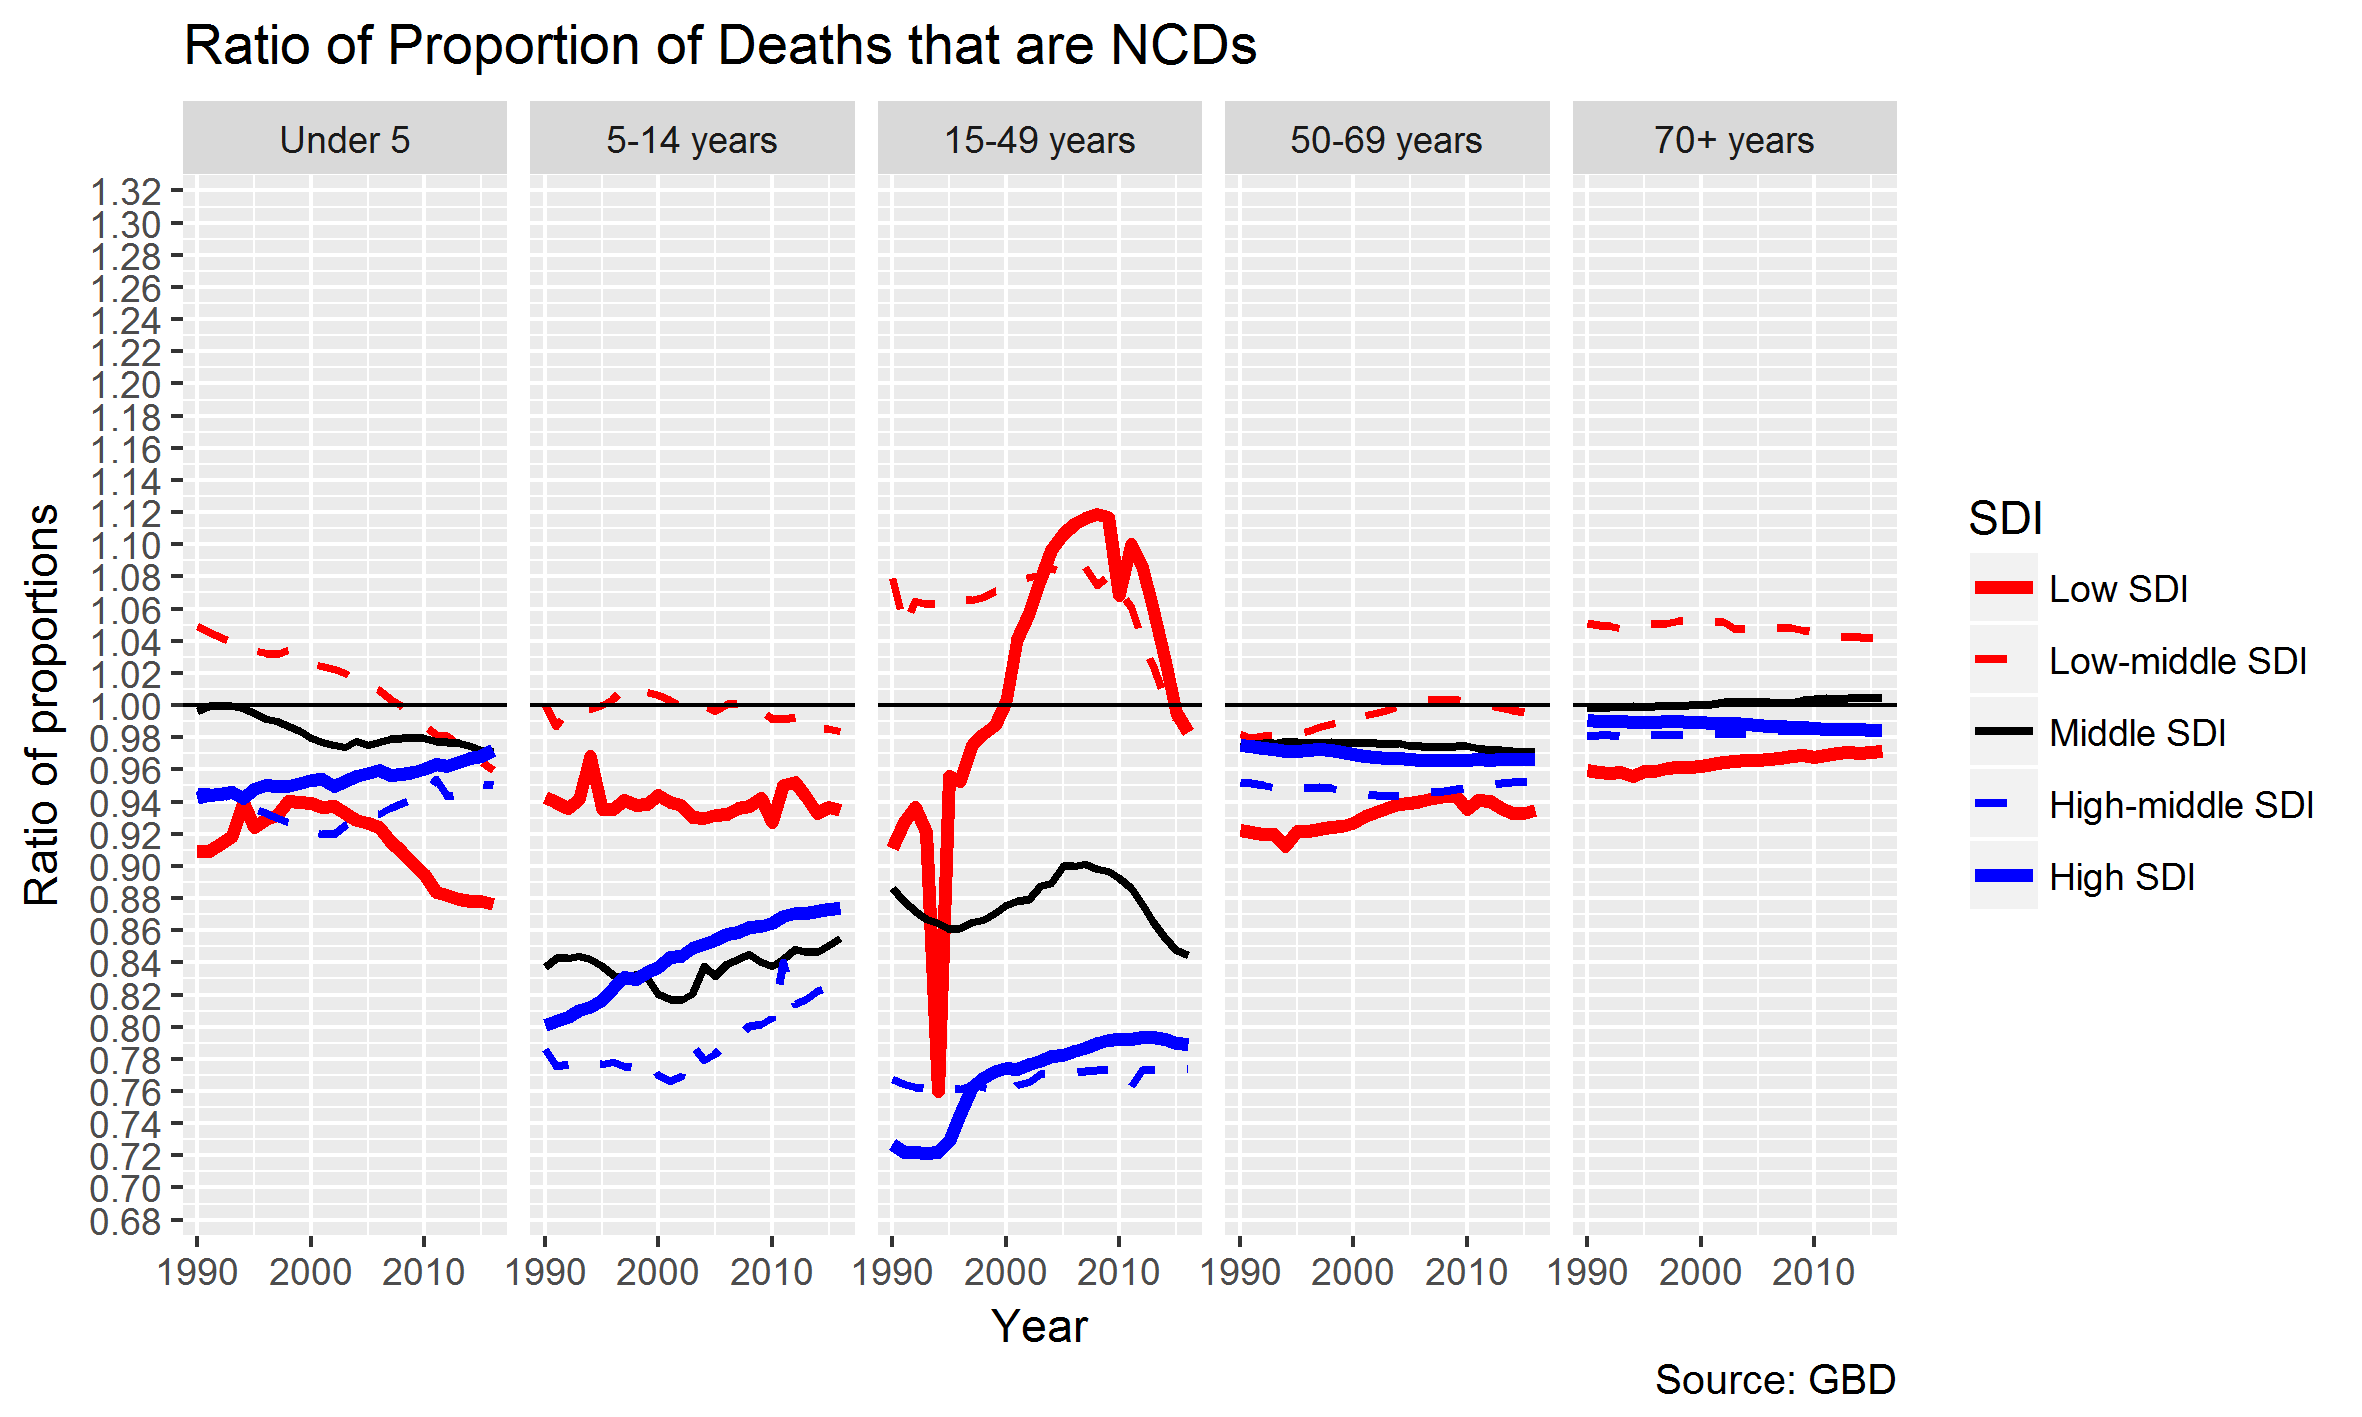 Ratio of Proportion of Deaths that are NCDs
Under 5
5-14 years
15-49 years
50-69 years
70+ years
1.32
1.30
1.28
1.26
1.24
1.22
1.20
1.18
1.16
1.14
1.12
1.10
1.08
1.06
1.04
1.02
1.00
0.98
0.96
0.94
0.92
0.90
0.88
0.86
0.84
0.82
0.80
0.78
0.76
0.74
0.72
0.70
0.68
Ratio of proportions
1990 2000 2010
1990 2000 2010
1990 2000 2010
1990 2000 2010
1990 2000 2010
Year
SDI
Low SDI
Low-middle SDI
Middle SDI
High-middle SDI
High SDI
Source: GBD